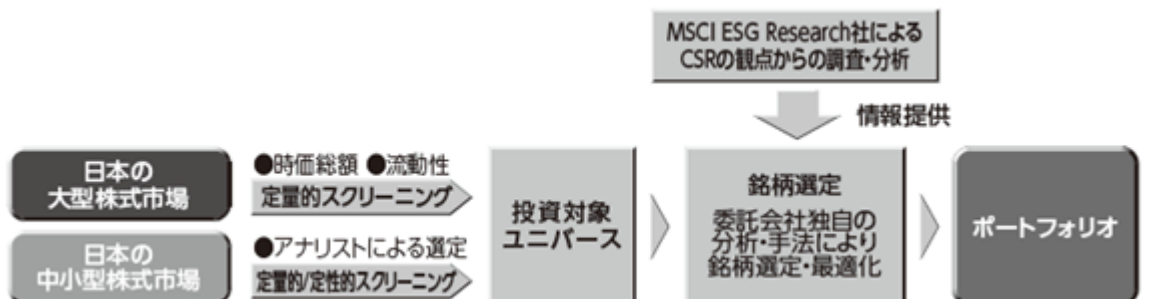 MSCI ESG Research社による
CSRの観点からの調査・分析
情報提供
日本の
大型株式市場
●時価総額 ●流動性
定量的スクリーニング
日本の
中小型株式市場
●アナリストによる選定
定量的/定性的スクリーニング
投資対象
ユニバース
銘柄選定
委託会社独自の
分析・手法により
銘柄選定・最適化
ポートフォリオ